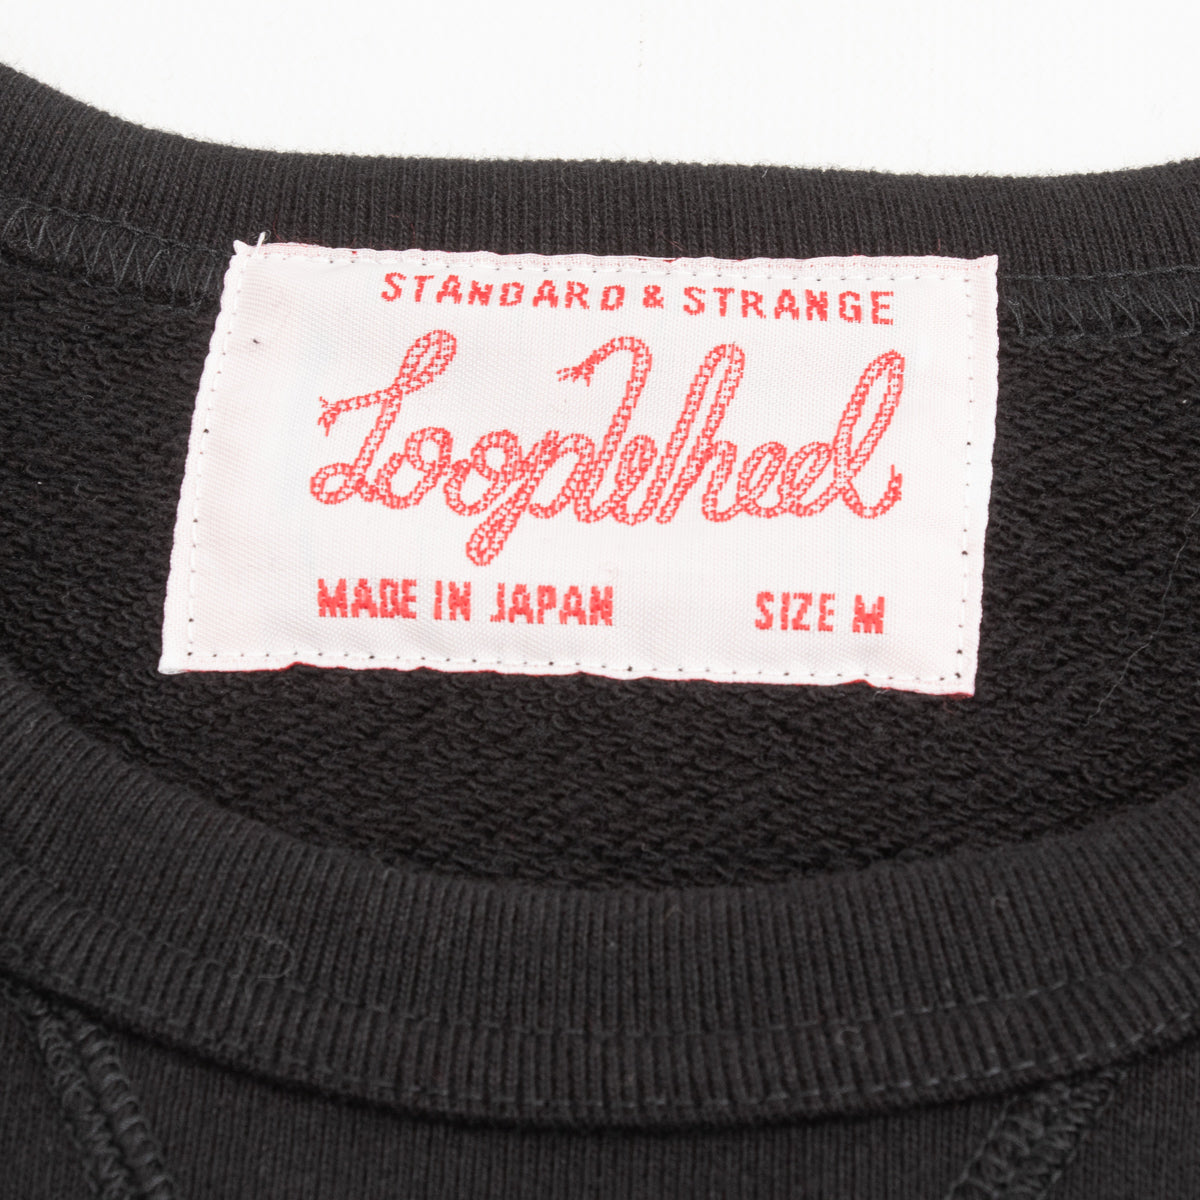 STANDARD & STRANGE
LoopWheel
MADE IN JAPAN SIZE M